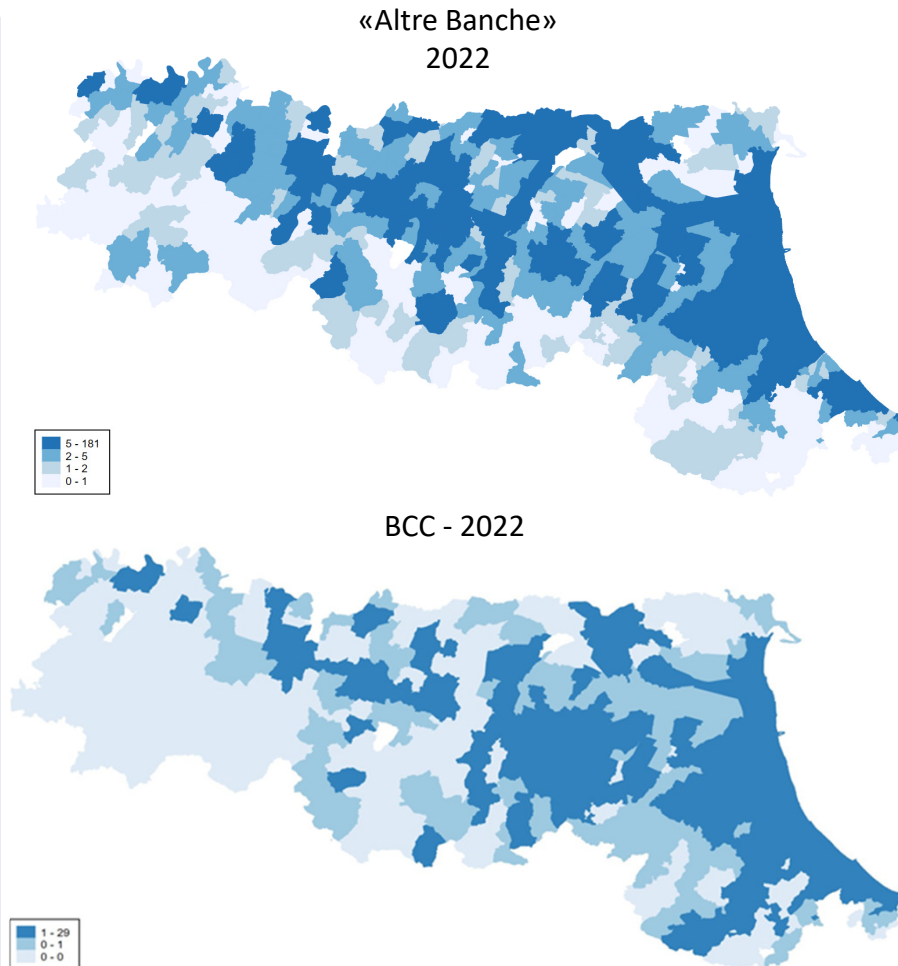 «Altre Banche»
2022
5 - 181
2 - 5
1 - 2
0 - 1
BCC - 2022
1 - 29
0 - 1
0 - 0